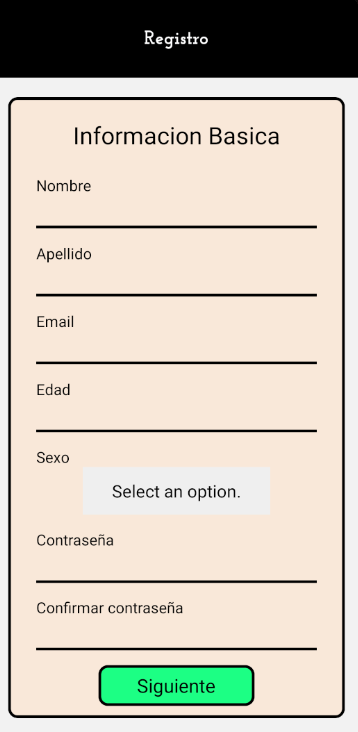 Registro
Informacion Basica
Nombre
Apellido
Email
Edad
Sexo
Select an option.
Contraseña
Confirmar contraseña
Siguiente